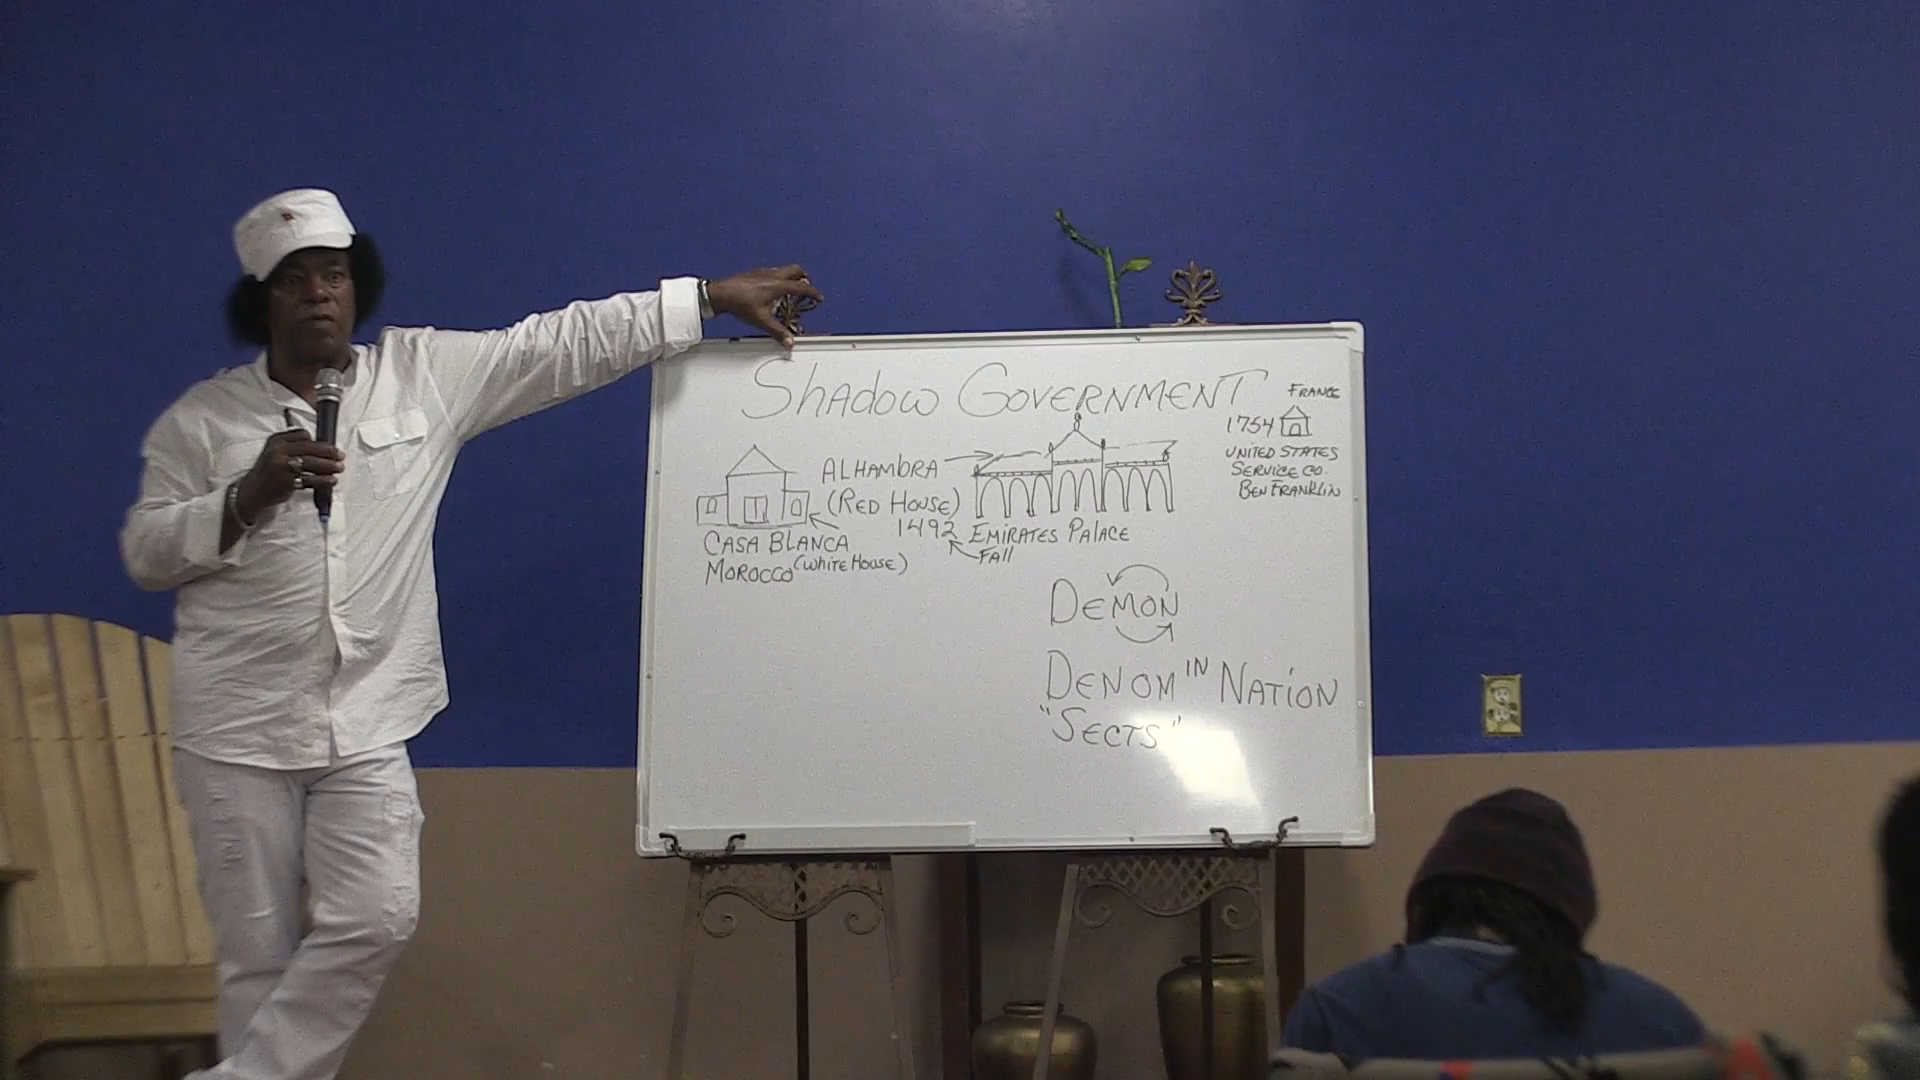 Shadow Government
France
1754
United States
Service Co.
Ben Franklin
Alhambra
(Red House)
1492 Emirates Palace
Fall
Casa Blanca
Morocco (White House)
Demon
Denom in Nation
"Sects"